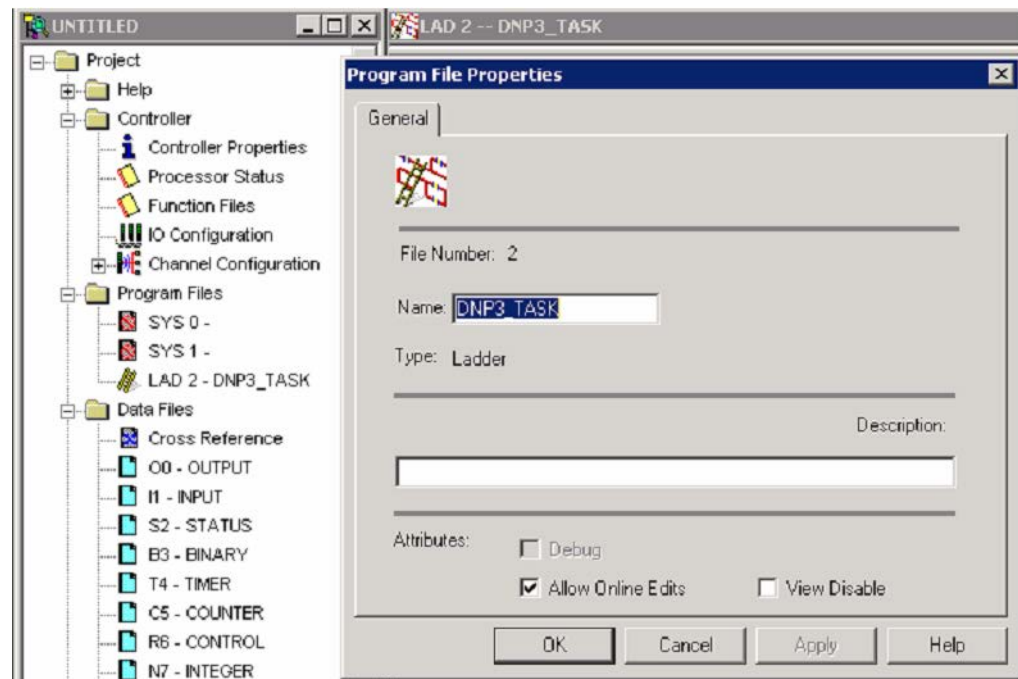 UNTITLED
Project
Help
Controller
Controller Properties
Processor Status
Function Files
IO Configuration
Channel Configuration
Program Files
SYS 0 -
SYS 1 -
LAD 2 - DNP3_TASK
Data Files
Cross Reference
O0 - OUTPUT
I1 - INPUT
S2 - STATUS
B3 - BINARY
T4 - TIMER
C5 - COUNTER
R6 - CONTROL
N7 - INTEGER
LAD 2 -- DNP3_TASK
Program File Properties
General
File Number: 2
Name: DNP3_TASK
Type: Ladder
Description:
Attributes:
Debug
Allow Online Edits
View Disable
OK
Cancel
Apply
Help